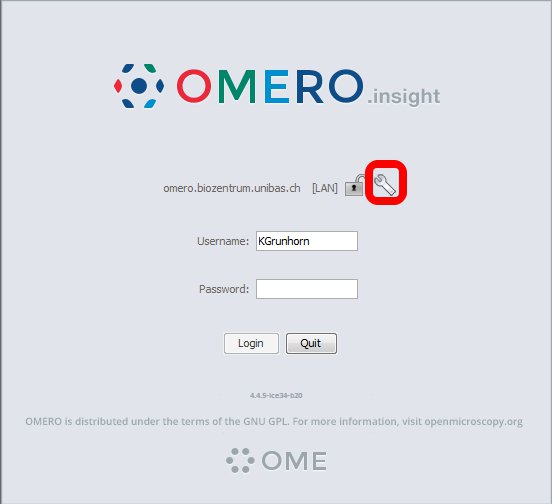 OMERO.insight
omero.biozentrum.unibas.ch [LAN]
Username: KGrunhorn
Password:
Login Quit
4.4.5-ice34-b20
OMERO is distributed under the terms of the GNU GPL. For more information, visit openmicroscopy.org
OME